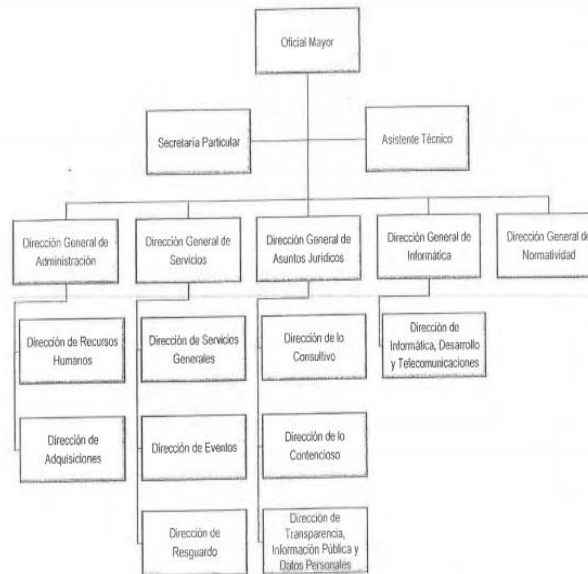 Oficial Mayor
Secretaría Particular
Asistente Técnico
Dirección General de
Administración
Dirección General de
Servicios
Dirección General de
Asuntos Jurídicos
Dirección General de
Informática
Dirección General de
Normatividad
Dirección de Recursos
Humanos
Dirección de Servicios
Generales
Dirección de lo
Consultivo
Dirección de
Informática, Desarrollo
y Telecomunicaciones
Dirección de
Adquisiciones
Dirección de Eventos
Dirección de lo
Contencioso
Dirección de
Resguardo
Dirección de
Transparencia,
Información Pública y
Datos Personales